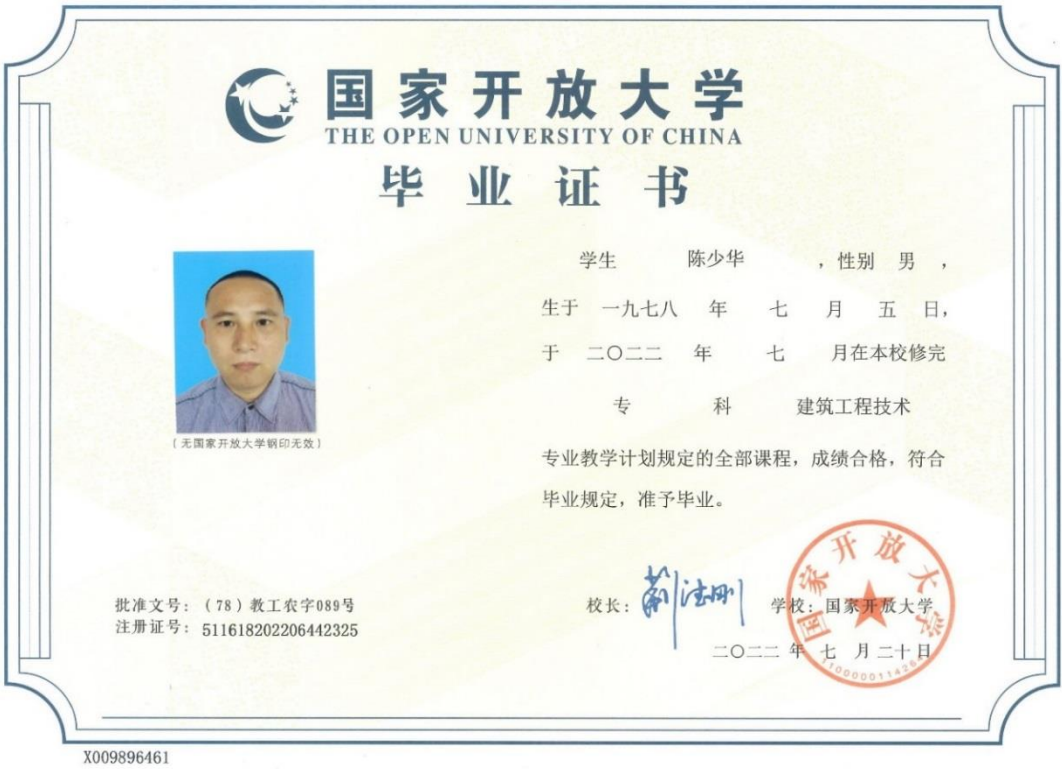 国家开放大学
THE OPEN UNIVERSITY OF CHINA
毕业证书
学生 陈少华 ，性别 男 ，
生于 一九七八 年 七 月 五 日，
于 二〇二二 年 七 月在本校修完
专 科 建筑工程技术
专业教学计划规定的全部课程，成绩合格，符合
毕业规定，准予毕业。
（无国家开放大学钢印无效）
批准文号：（78）教工农字089号
注册证号：511618202206442325
校长：荆德刚 学校：国家开放大学
二〇二二 年 七 月 二十 日
国家开放大学
X009896461